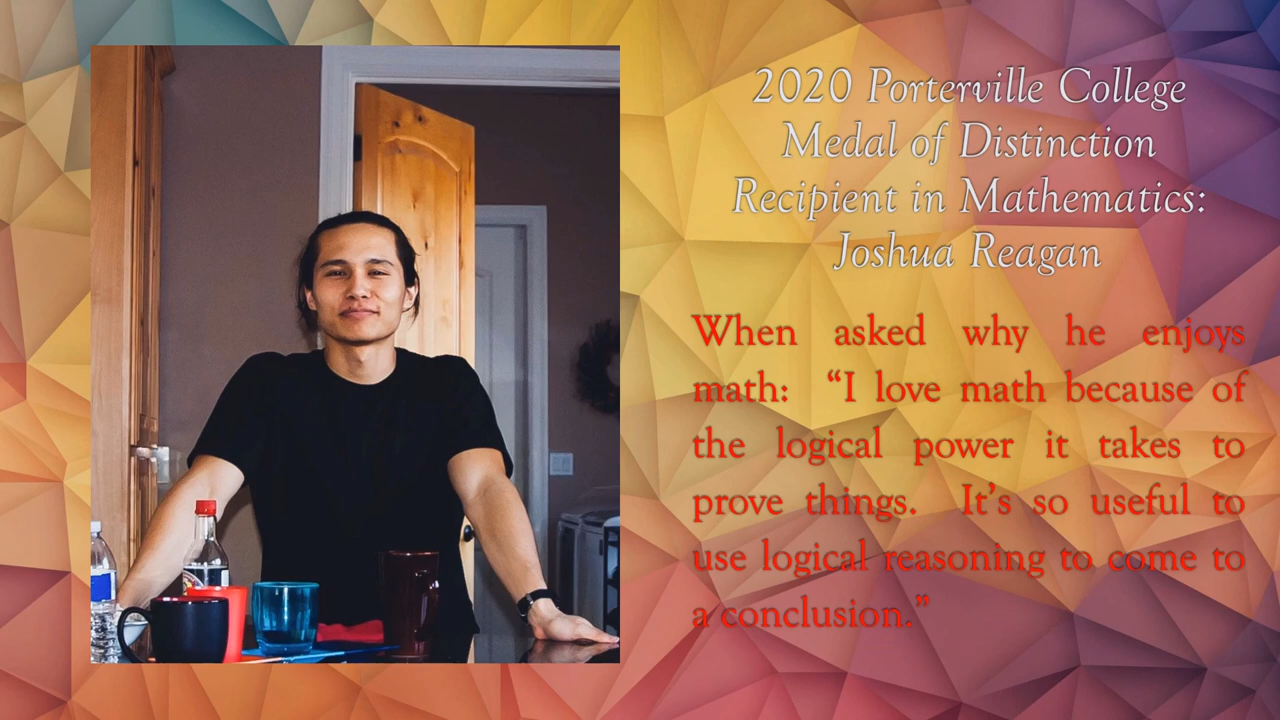 2020 Porterville College
Medal of Distinction
Recipient in Mathematics:
Joshua Reagan
When asked why he enjoys
math: “I love math because of
the logical power it takes to
prove things. It’s so useful to
use logical reasoning to come to
a conclusion.”